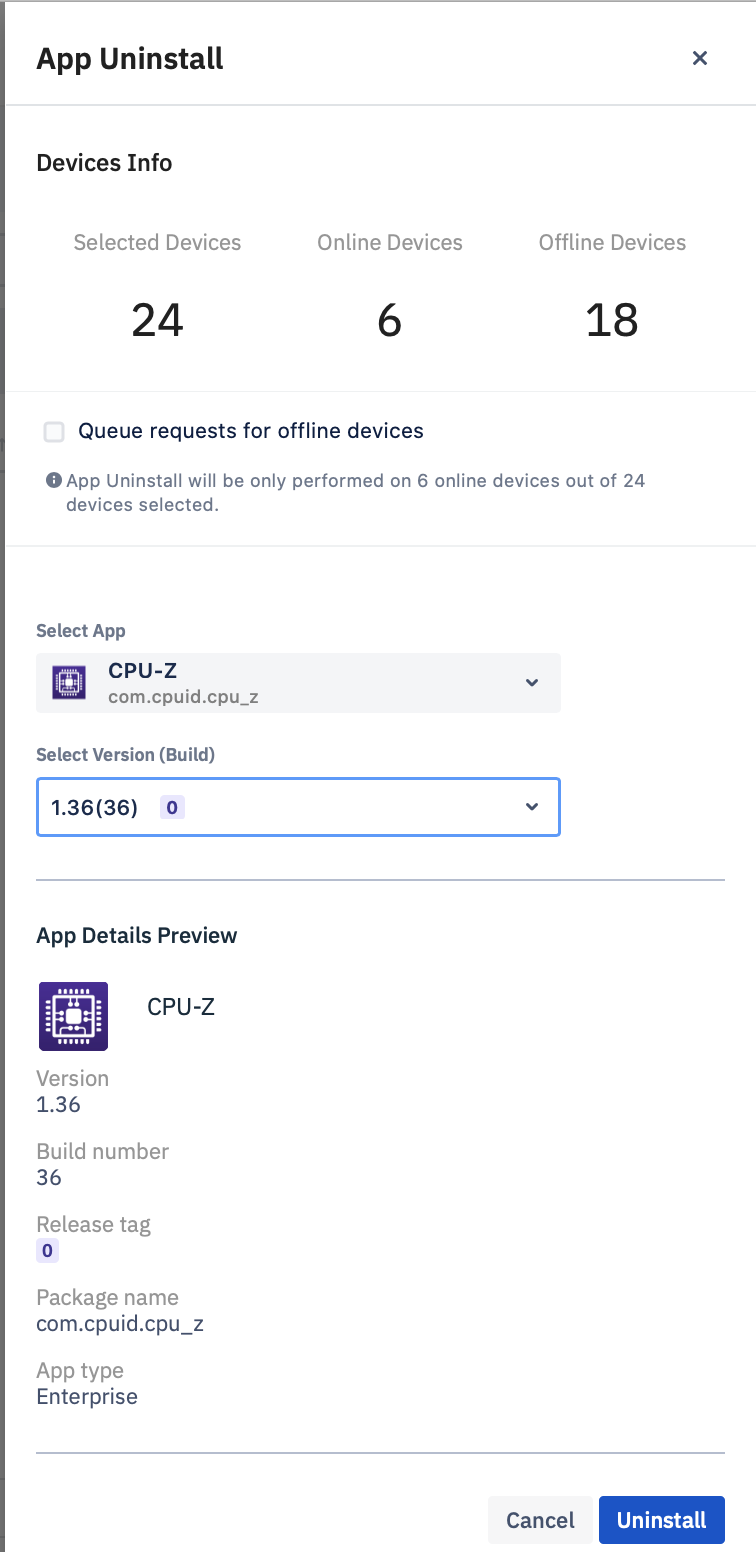 App Uninstall
Devices Info
Selected Devices Online Devices Offline Devices
24 6 18
Queue requests for offline devices
App Uninstall will be only performed on 6 online devices out of 24
devices selected.
Select App
CPU-Z
com.cpuid.cpu_z
Select Version (Build)
1.36(36) 0
App Details Preview
CPU-Z
Version
1.36
Build number
36
Release tag
0
Package name
com.cpuid.cpu_z
App type
Enterprise
Cancel Uninstall